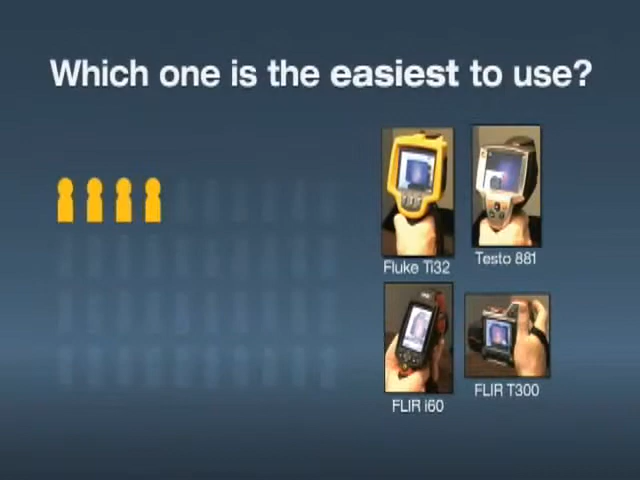 Which one is the easiest to use?
Fluke Ti32
Testo 881
FLIR i60
FLIR T300